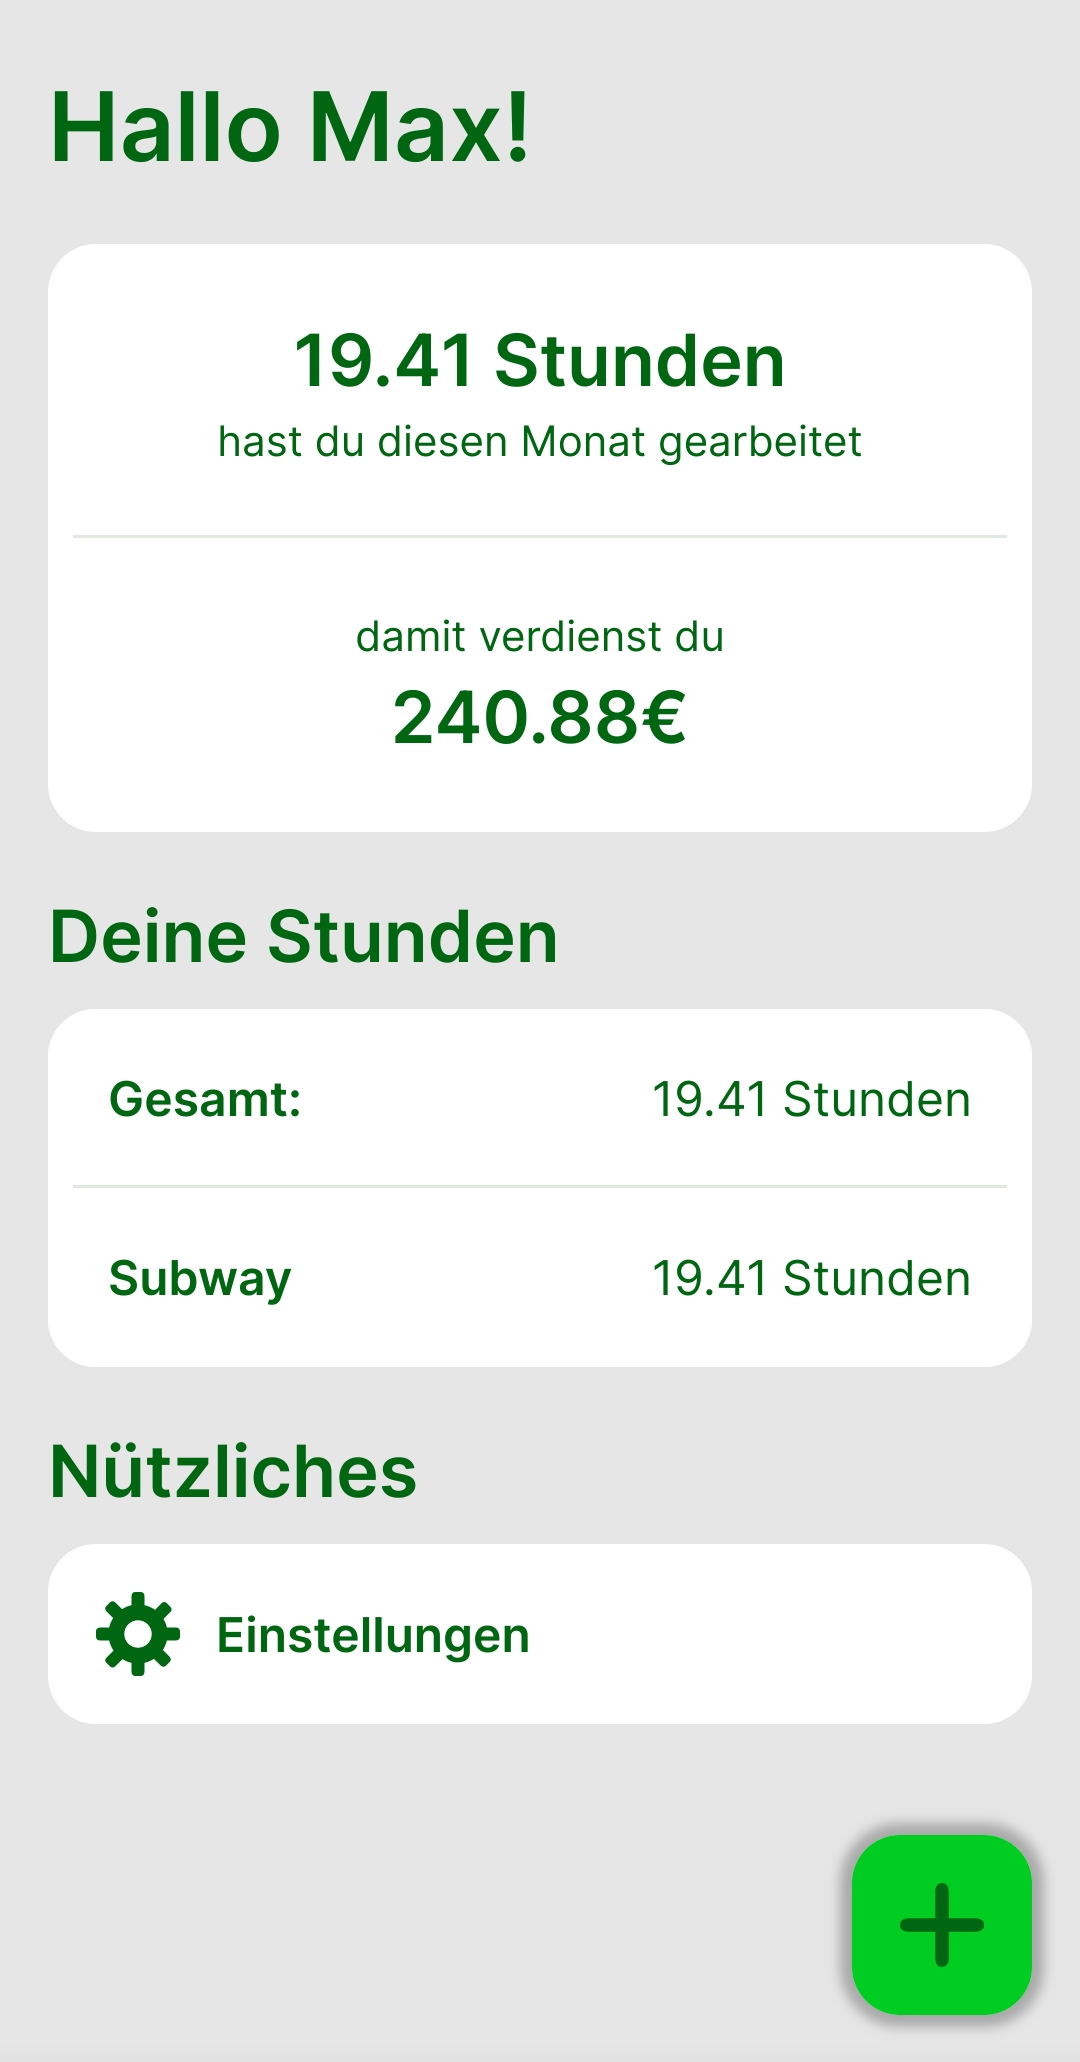 Hallo Max!
19.41 Stunden
hast du diesen Monat gearbeitet
damit verdienst du
240.88€
Deine Stunden
Gesamt: 19.41 Stunden
Subway 19.41 Stunden
Nützliches
Einstellungen